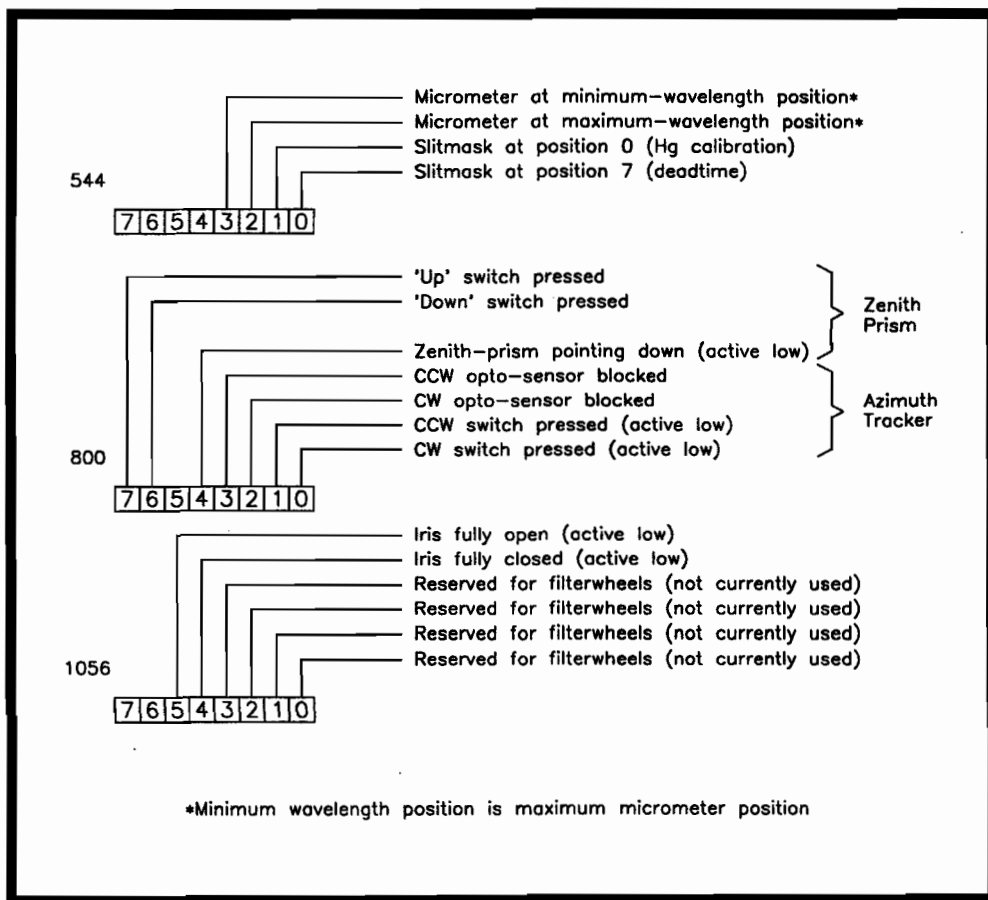 Micrometer at minimum-wavelength position*
Micrometer at maximum-wavelength position*
Slitmask at position 0 (Hg calibration)
Slitmask at position 7 (deadtime)
544
7 6 5 4 3 2 1 0
'Up' switch pressed
'Down' switch pressed
Zenith Prism
Zenith-prism pointing down (active low)
CCW opto-sensor blocked
CW opto-sensor blocked
CCW switch pressed (active low)
CW switch pressed (active low)
Azimuth Tracker
800
7 6 5 4 3 2 1 0
Iris fully open (active low)
Iris fully closed (active low)
Reserved for filterwheels (not currently used)
Reserved for filterwheels (not currently used)
Reserved for filterwheels (not currently used)
Reserved for filterwheels (not currently used)
1056
7 6 5 4 3 2 1 0
*Minimum wavelength position is maximum micrometer position